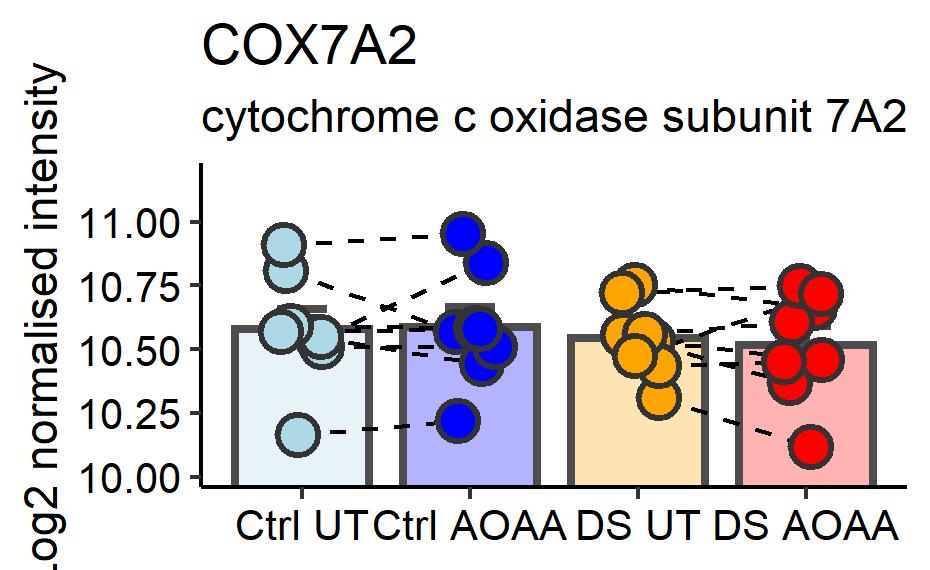 COX7A2
cytochrome c oxidase subunit 7A2
Log2 normalised intensity
11.00
10.75
10.50
10.25
10.00
Ctrl UT Ctrl AOAA DS UT DS AOAA